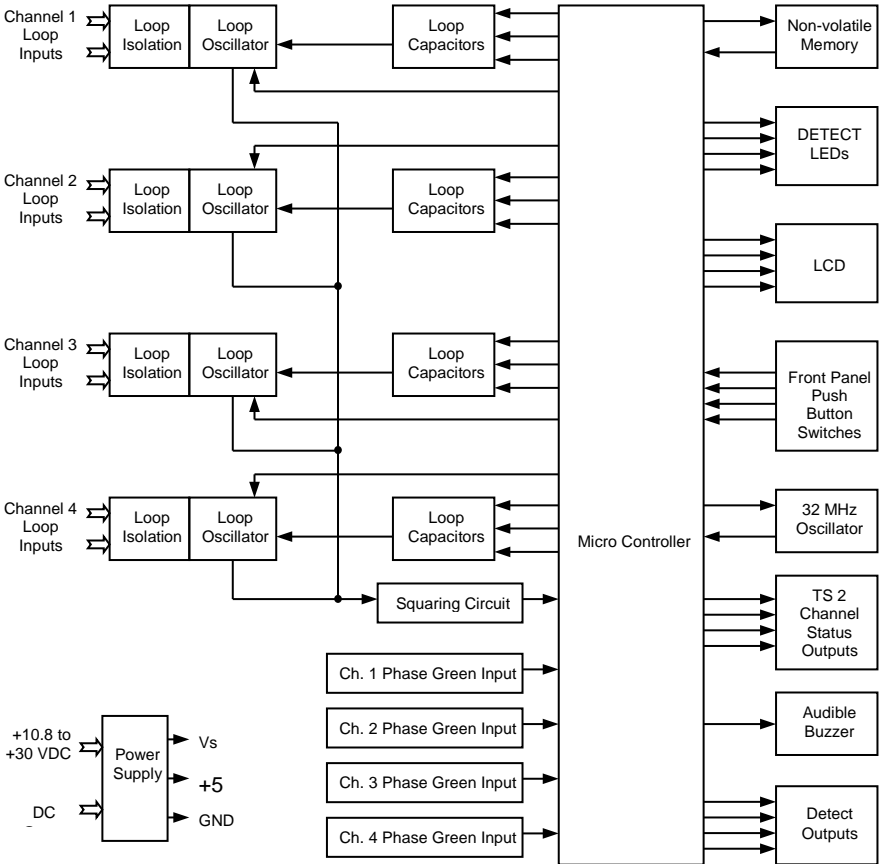 Channel 1
Loop
Inputs
Loop
Isolation
Loop
Oscillator
Loop
Capacitors
Non-volatile
Memory
DETECT
LEDs
Channel 2
Loop
Inputs
Loop
Isolation
Loop
Oscillator
Loop
Capacitors
LCD
Channel 3
Loop
Inputs
Loop
Isolation
Loop
Oscillator
Loop
Capacitors
Front Panel
Push
Button
Switches
Channel 4
Loop
Inputs
Loop
Isolation
Loop
Oscillator
Loop
Capacitors
Micro Controller
32 MHz
Oscillator
Squaring Circuit
TS 2
Channel
Status
Outputs
Ch. 1 Phase Green Input
Ch. 2 Phase Green Input
Ch. 3 Phase Green Input
Ch. 4 Phase Green Input
Audible
Buzzer
Detect
Outputs
+10.8 to
+30 VDC
DC
Power
Supply
Vs
+5
GND